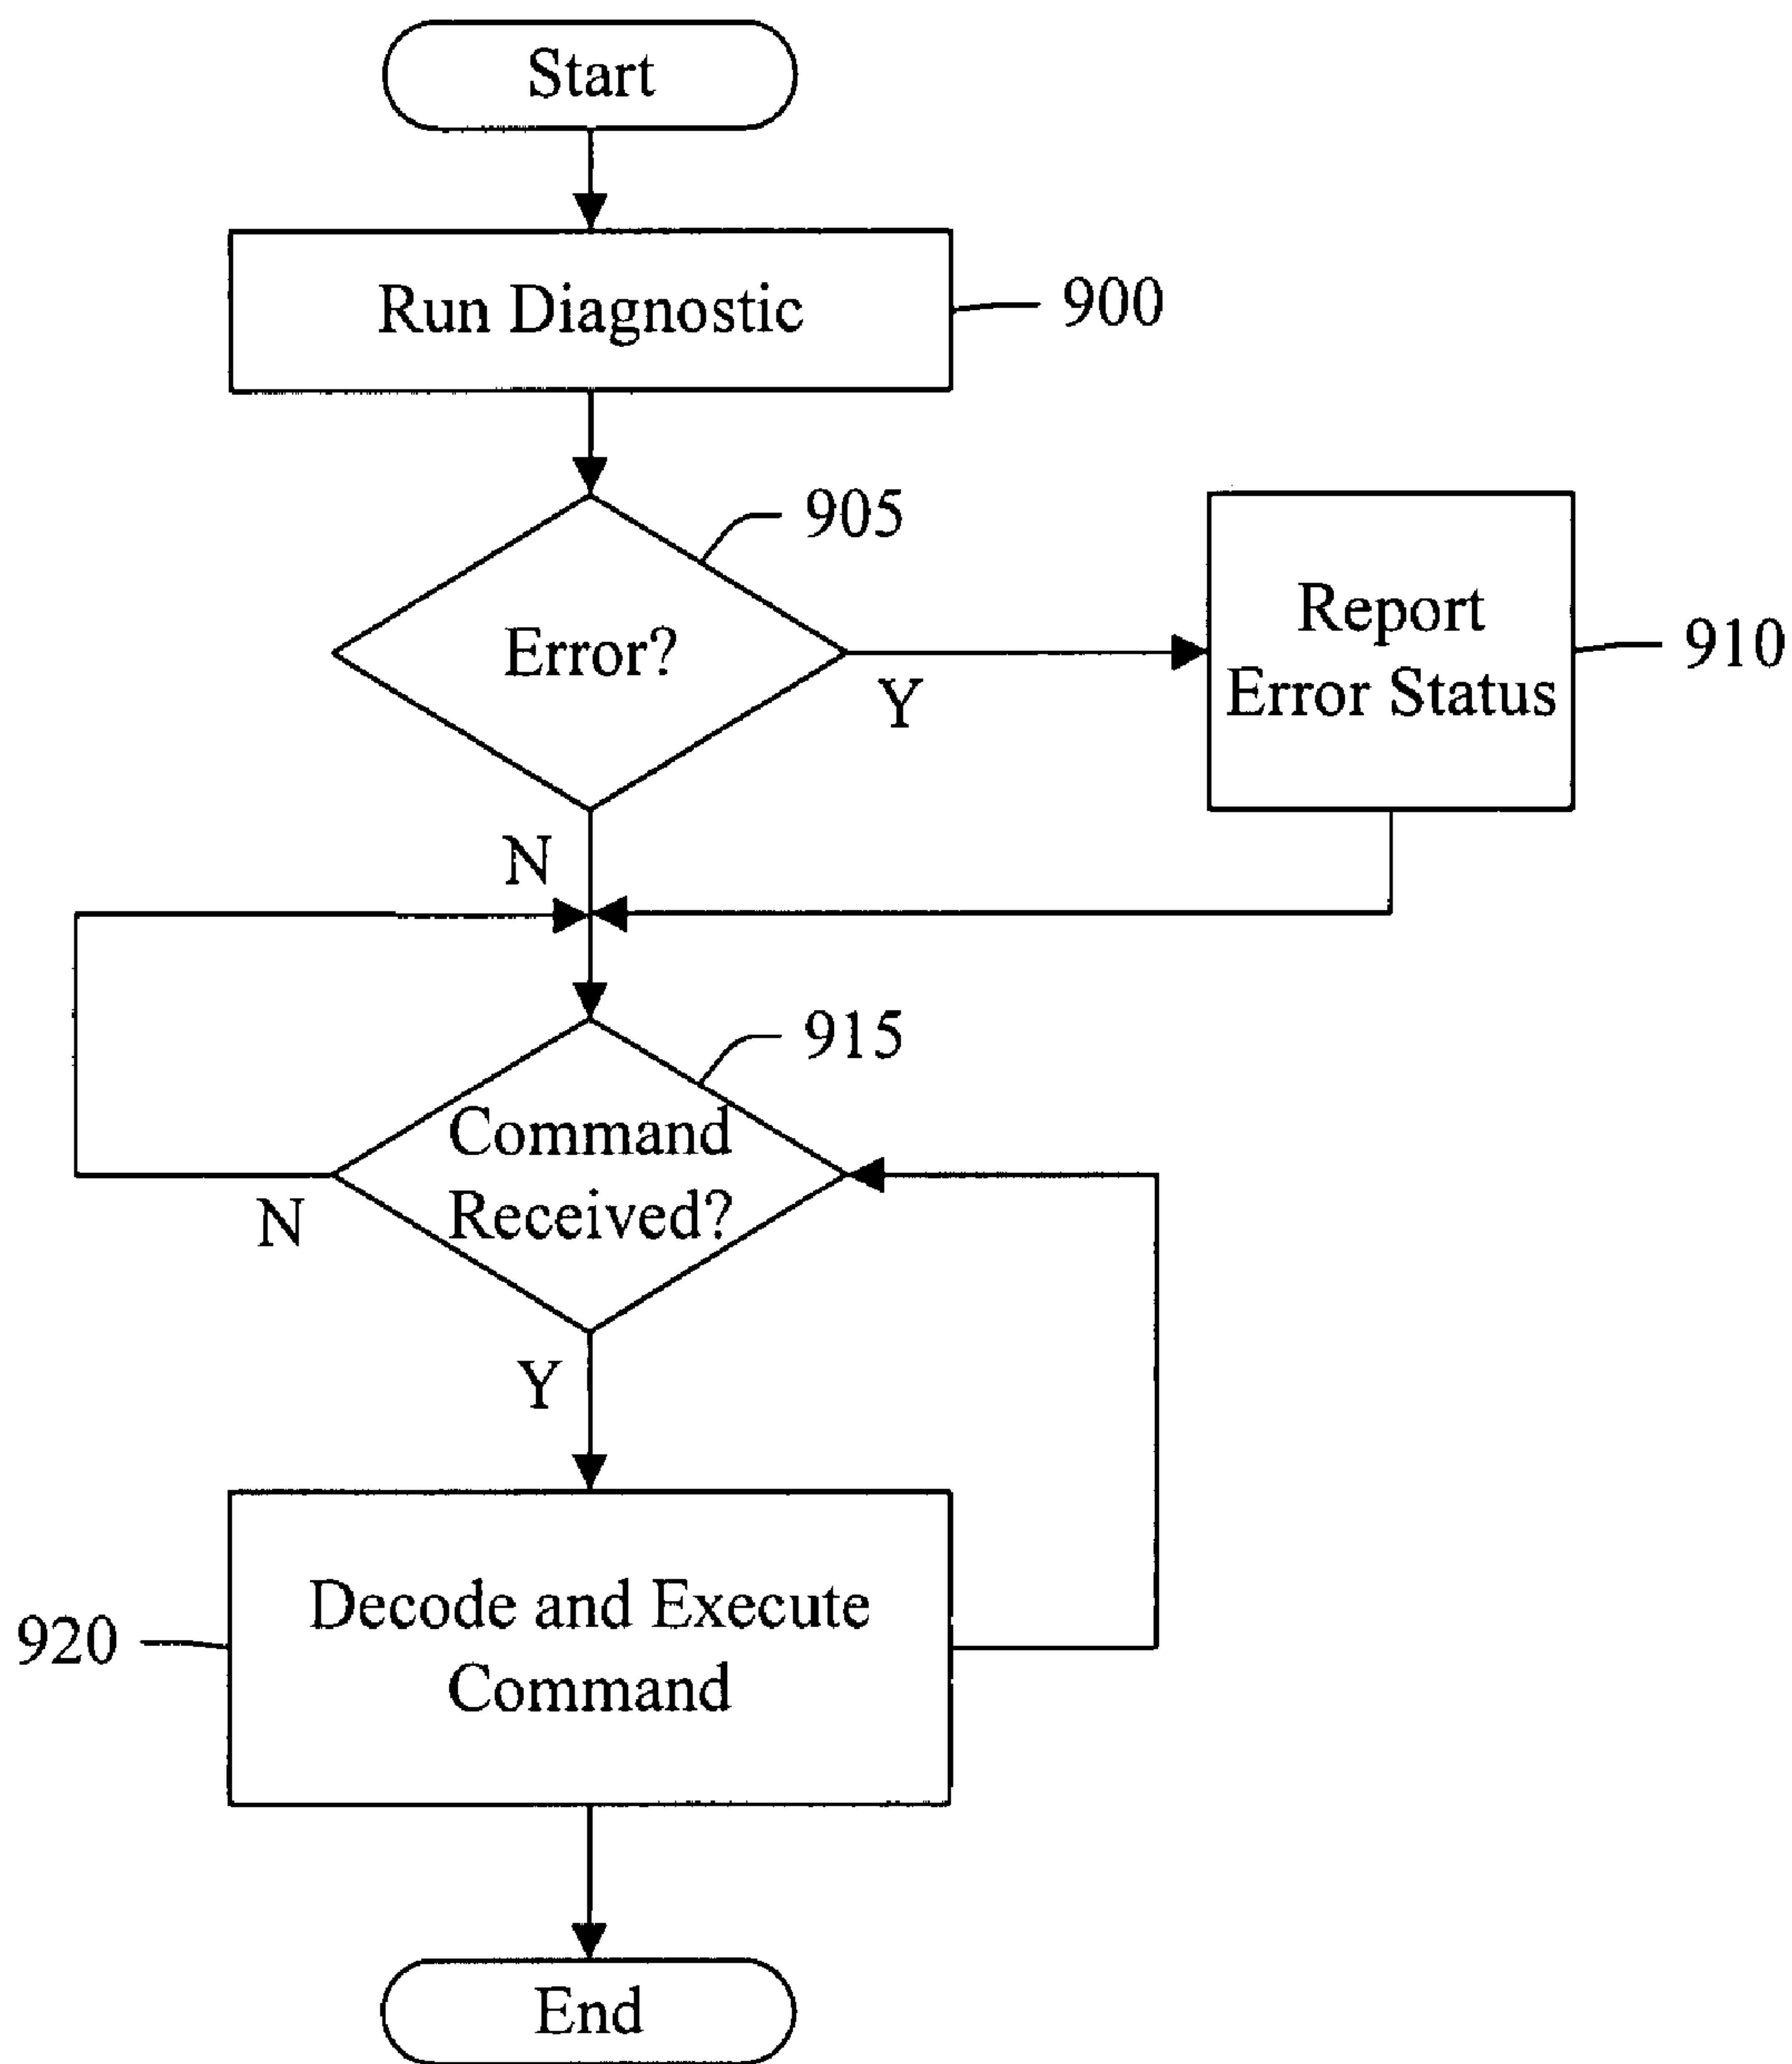 Start
Run Diagnostic
900
905
Error?
Y
Report
Error Status
910
N
915
Command
Received?
N
Y
Decode and Execute
Command
920
End